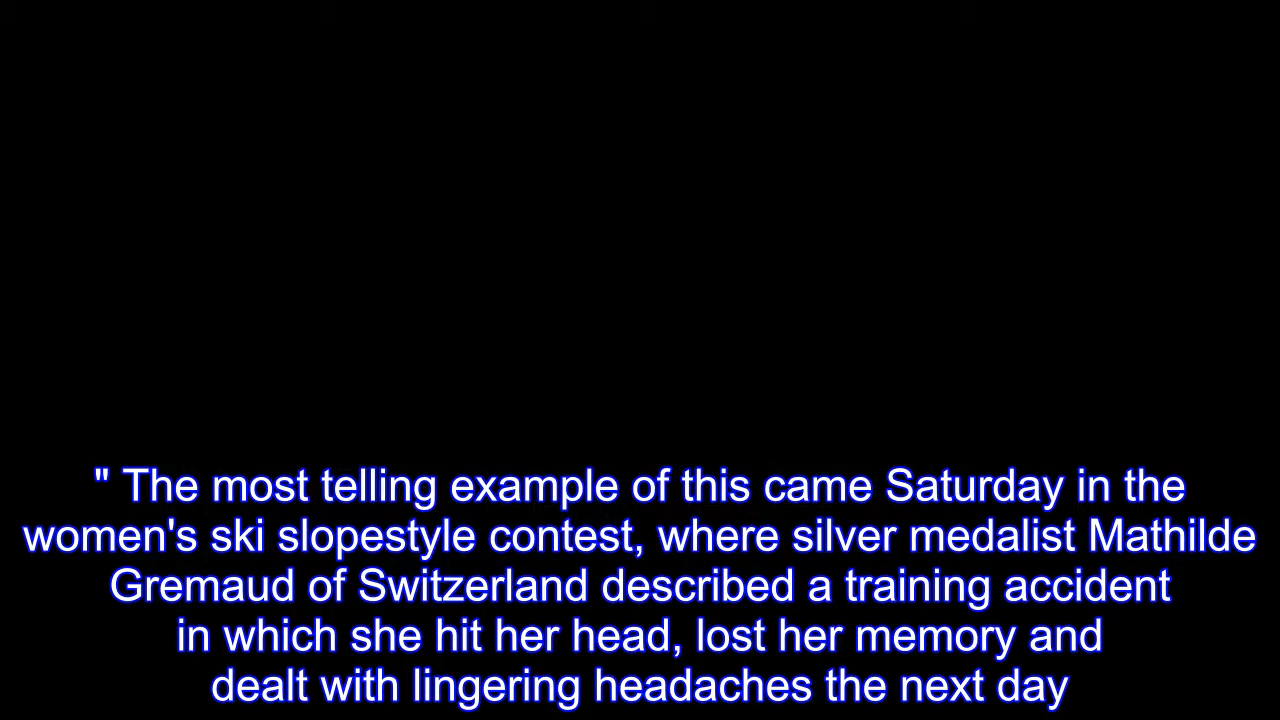 " The most telling example of this came Saturday in the
women's ski slopestyle contest, where silver medalist Mathilde
Gremaud of Switzerland described a training accident
in which she hit her head, lost her memory and
dealt with lingering headaches the next day